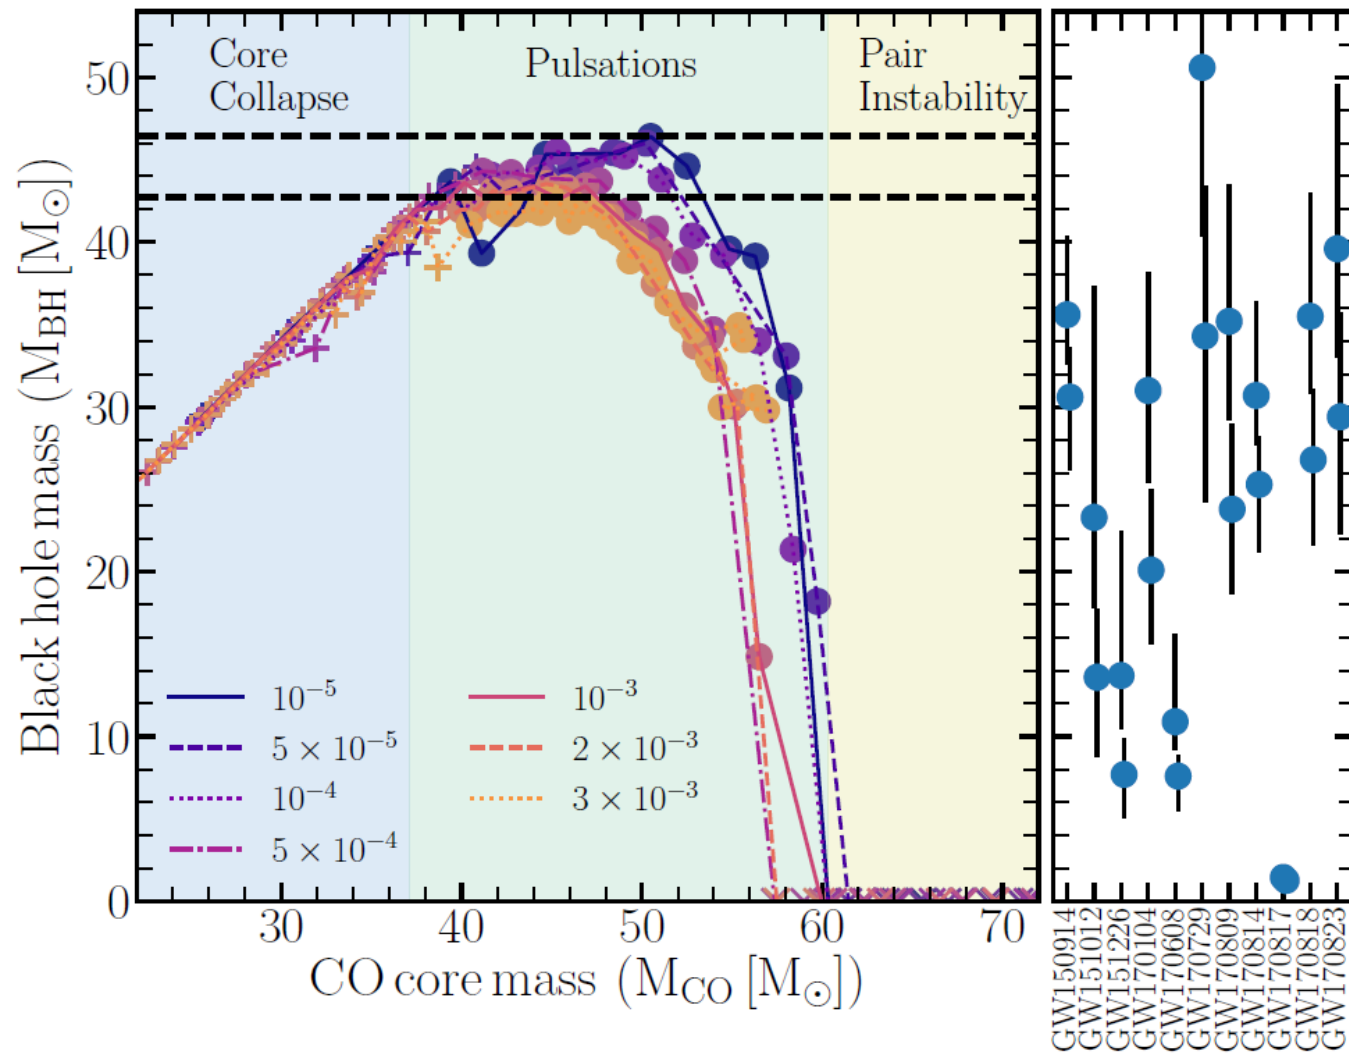 Core
Collapse
Pulsations
Pair
Instability
Black hole mass (M_BH [M_⊙])
50
40
30
20
10
0
10⁻⁵
5 × 10⁻⁵
10⁻⁴
5 × 10⁻⁴
10⁻³
2 × 10⁻³
3 × 10⁻³
30 40 50 60 70
CO core mass (M_CO [M_⊙])
GW150914
GW151012
GW151226
GW170104
GW170608
GW170729
GW170809
GW170814
GW170817
GW170818
GW170823